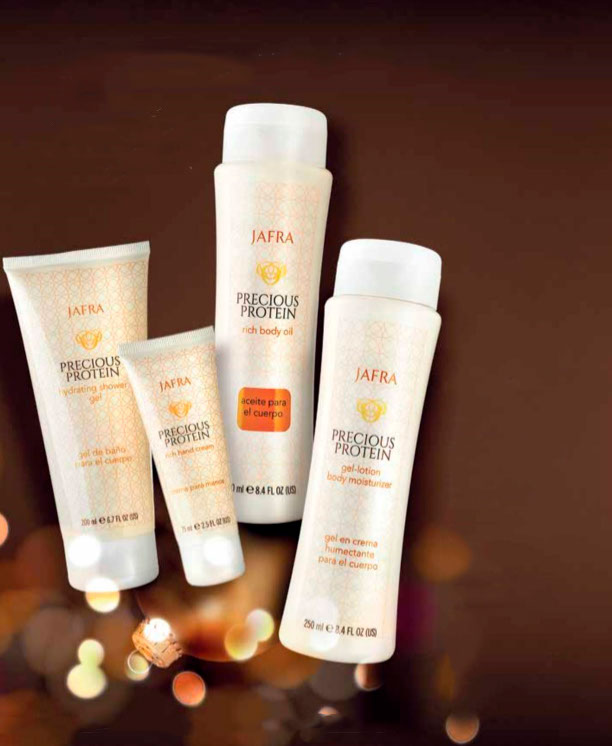 JAFRA
PRECIOUS
PROTEIN
hydrating shower
gel
gel de baño
para el cuerpo
200 ml e 6.7 FL OZ (US)
JAFRA
PRECIOUS
PROTEIN
rich hand cream
crema para manos
75 ml e 2.5 FL OZ (US)
JAFRA
PRECIOUS
PROTEIN
rich body oil
aceite para
el cuerpo
ml e 8.4 FL OZ (US)
JAFRA
PRECIOUS
PROTEIN
gel-lotion
body moisturizer
gel en crema
humectante
para el cuerpo
250 ml e 8.4 FL OZ (US)